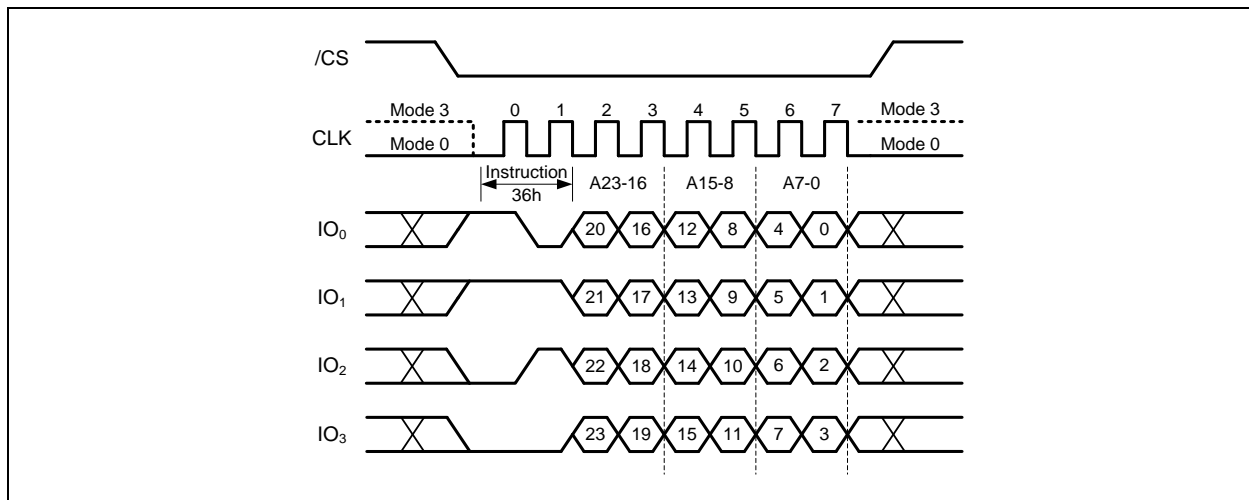 /CS
Mode 3 0 1 2 3 4 5 6 7 Mode 3
CLK
Mode 0 Mode 0
Instruction
36h
A23-16 A15-8 A7-0
IO₀ 20 16 12 8 4 0
IO₁ 21 17 13 9 5 1
IO₂ 22 18 14 10 6 2
IO₃ 23 19 15 11 7 3